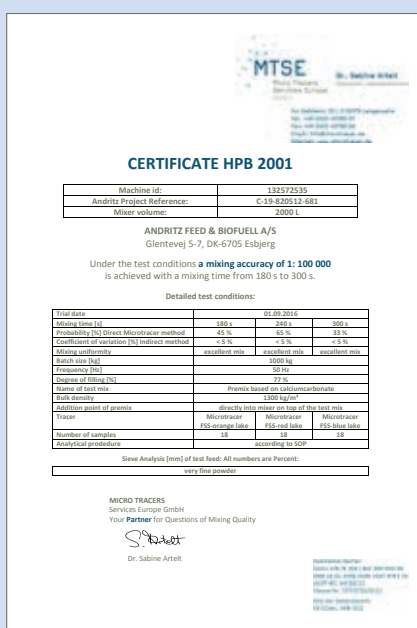 MTSE
Micro Tracers
Services Europe
Dr. Sabine Artelt
CERTIFICATE HPB 2001
Machine id: 132572535
Andritz Project Reference: C-19-820512-681
Mixer volume: 2000 L
ANDRITZ FEED & BIOFUELL A/S
Glentevej 5-7, DK-6705 Esbjerg
Under the test conditions a mixing accuracy of 1: 100 000
is achieved with a mixing time from 180 s to 300 s.
Detailed test conditions:
Trial date 01.09.2016
Mixing time [s] 180 s 240 s 300 s
Probability [%] Direct Microtracer method 45 % 65 % 33 %
Coefficient of variation [%] Indirect method < 5 % < 5 % < 5 %
Mixing uniformity excellent mix excellent mix excellent mix
Batch size [kg] 1000 kg
Frequency [Hz] 50 Hz
Degree of filling [%] 77 %
Name of test mix Premix based on calciumcarbonate
Bulk density 1300 kg/m³
Addition point of premix directly into mixer on top of the test mix
Tracer Microtracer Microtracer Microtracer
FSS-orange lake FSS-red lake FSS-blue lake
Number of samples 18 18 18
Analytical prodedure according to SOP
Sieve Analysis [mm] of test feed: All numbers are Percent:
very fine powder
MICRO TRACERS
Services Europe GmbH
Your Partner for Questions of Mixing Quality
S. Artelt
Dr. Sabine Artelt